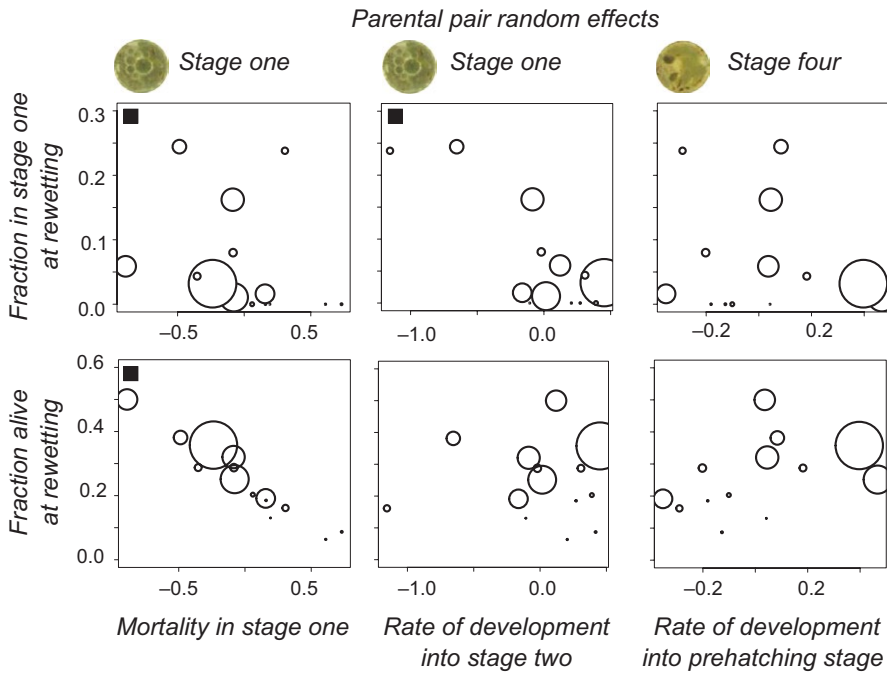 Parental pair random effects
Stage one
Stage one
Stage four
Fraction in stage one
at rewetting
0.3
0.2
0.1
0.0
–0.5
0.5
–1.0
0.0
–0.2
0.2
Fraction alive
at rewetting
0.6
0.4
0.2
0.0
–0.5
0.5
–1.0
0.0
–0.2
0.2
Mortality in stage one
Rate of development
into stage two
Rate of development
into prehatching stage